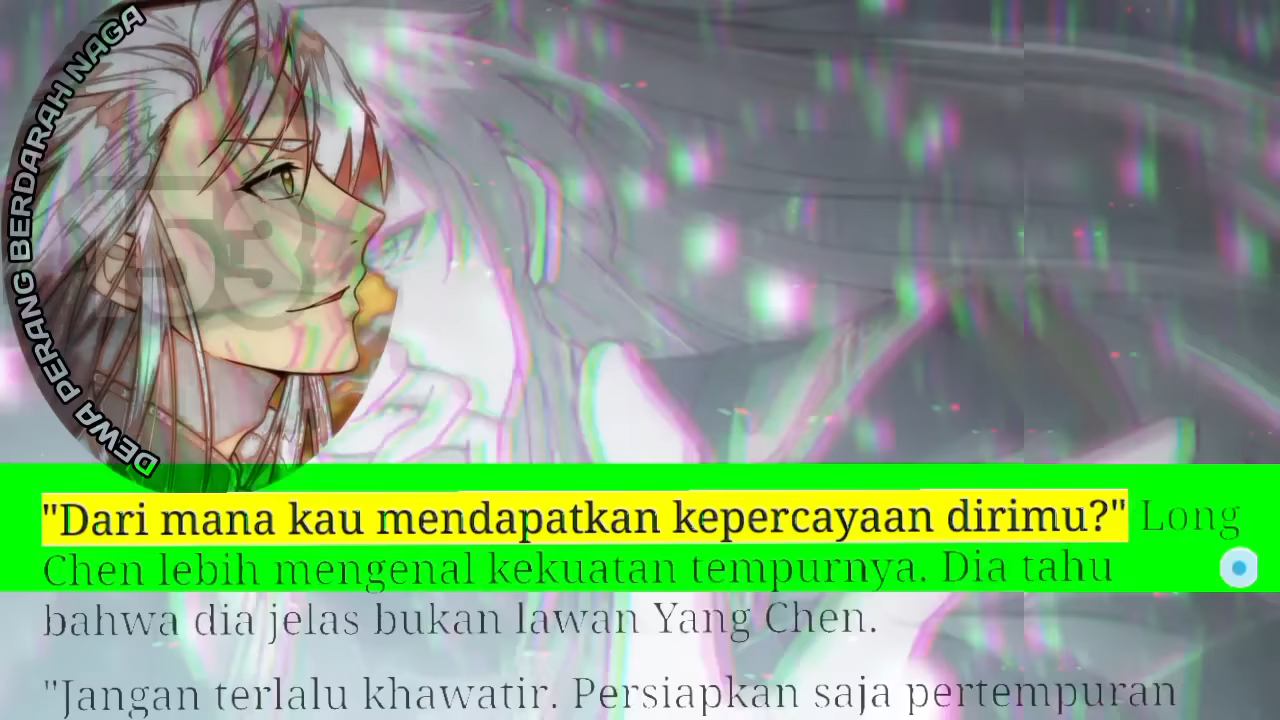 DEWA PERANG BERDARAH NAGA
53
"Dari mana kau mendapatkan kepercayaan dirimu?" Long
Chen lebih mengenal kekuatan tempurnya. Dia tahu
bahwa dia jelas bukan lawan Yang Chen.
"Jangan terlalu khawatir. Persiapkan saja pertempuran